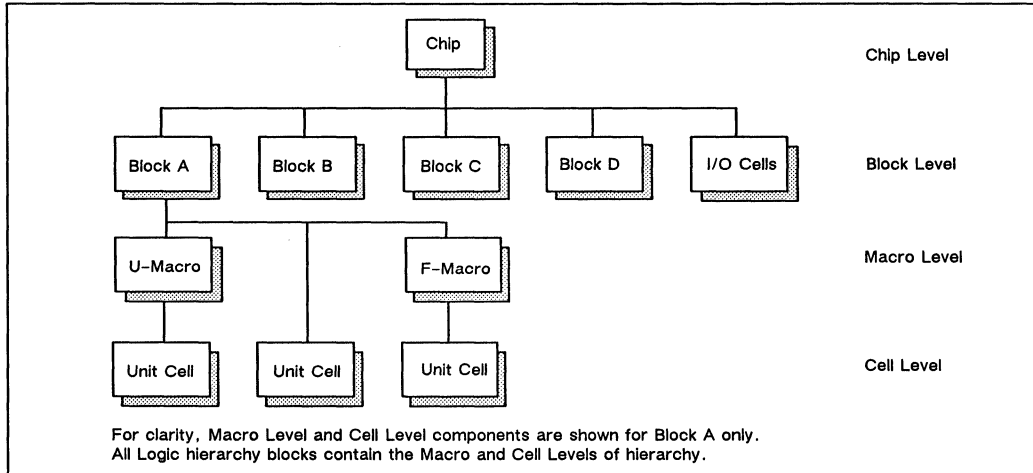 Chip
Chip Level
Block A
Block B
Block C
Block D
I/O Cells
Block Level
U-Macro
F-Macro
Macro Level
Unit Cell
Unit Cell
Unit Cell
Cell Level
For clarity, Macro Level and Cell Level components are shown for Block A only.
All Logic hierarchy blocks contain the Macro and Cell Levels of hierarchy.